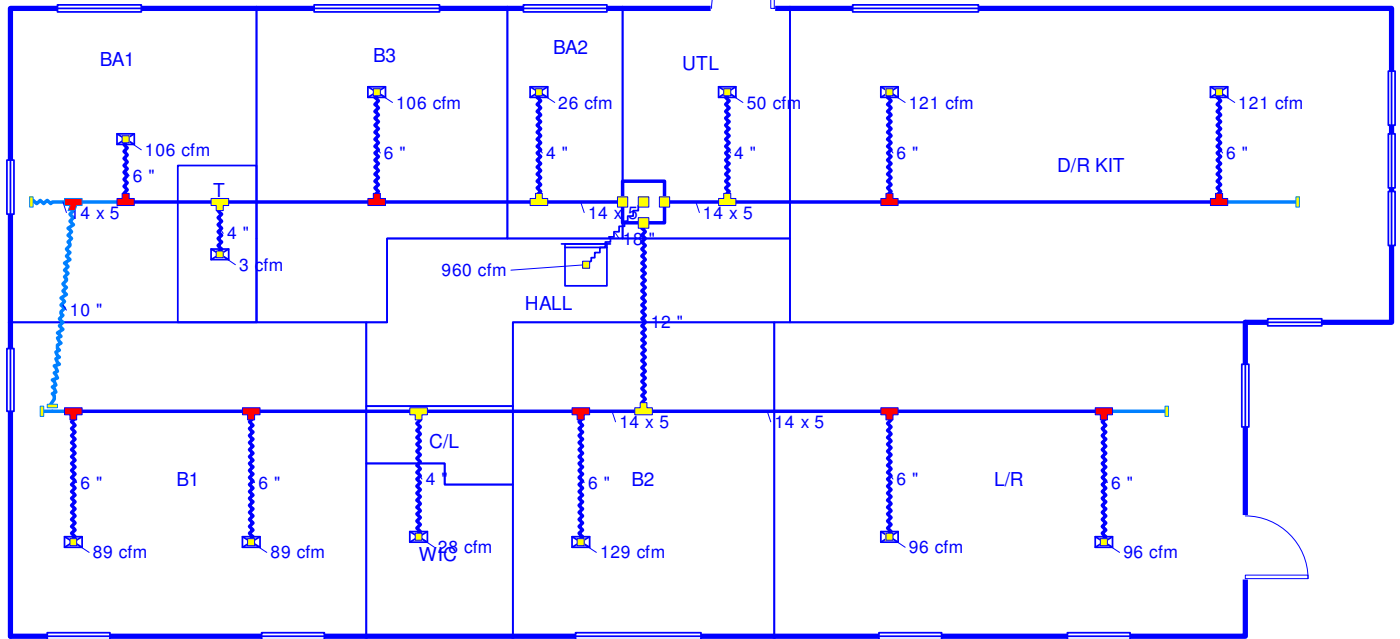 BA1
B3
BA2
UTL
106 cfm
26 cfm
50 cfm
121 cfm
121 cfm
106 cfm
6 "
6 "
4 "
4 "
6 "
6 "
D/R KIT
T
14 x 5
14 x 5
14 x 5
4 "
18 "
3 cfm
960 cfm
HALL
10 "
12 "
14 x 5
14 x 5
C/L
6 "
B1
6 "
4 "
6 "
B2
6 "
L/R
6 "
89 cfm
89 cfm
28 cfm
WIC
129 cfm
96 cfm
96 cfm